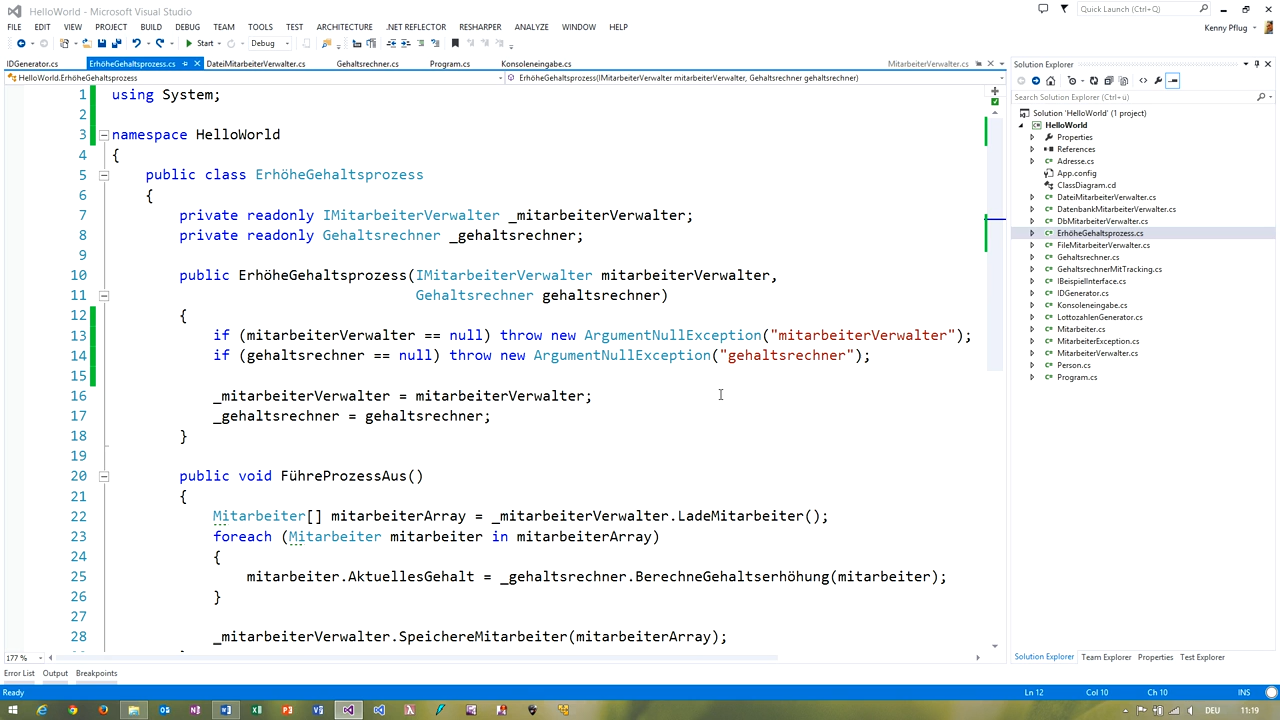 HelloWorld - Microsoft Visual Studio
Quick Launch (Ctrl+Q)
FILE EDIT VIEW PROJECT BUILD DEBUG TEAM TOOLS TEST ARCHITECTURE .NET REFLECTOR RESHARPER ANALYZE WINDOW HELP
Kenny Pflug
Start Debug
IDGenerator.cs ErhöheGehaltsprozess.cs DateiMitarbeiterVerwalter.cs Gehaltsrechner.cs Program.cs Konsoleneingabe.cs MitarbeiterVerwalter.cs
HelloWorld.ErhöheGehaltsprozess ErhöheGehaltsprozess(IMitarbeiterVerwalter mitarbeiterVerwalter, Gehaltsrechner gehaltsrechner)
1 using System;
2
3 namespace HelloWorld
4 {
5 public class ErhöheGehaltsprozess
6 {
7 private readonly IMitarbeiterVerwalter _mitarbeiterVerwalter;
8 private readonly Gehaltsrechner _gehaltsrechner;
9
10 public ErhöheGehaltsprozess(IMitarbeiterVerwalter mitarbeiterVerwalter,
11 Gehaltsrechner gehaltsrechner)
12 {
13 if (mitarbeiterVerwalter == null) throw new ArgumentNullException("mitarbeiterVerwalter");
14 if (gehaltsrechner == null) throw new ArgumentNullException("gehaltsrechner");
15
16 _mitarbeiterVerwalter = mitarbeiterVerwalter;
17 _gehaltsrechner = gehaltsrechner;
18 }
19
20 public void FühreProzessAus()
21 {
22 Mitarbeiter[] mitarbeiterArray = _mitarbeiterVerwalter.LadeMitarbeiter();
23 foreach (Mitarbeiter mitarbeiter in mitarbeiterArray)
24 {
25 mitarbeiter.AktuellesGehalt = _gehaltsrechner.BerechneGehaltserhöhung(mitarbeiter);
26 }
27
28 _mitarbeiterVerwalter.SpeichereMitarbeiter(mitarbeiterArray);
177 %
Solution Explorer
Search Solution Explorer (Ctrl+ü)
Solution 'HelloWorld' (1 project)
HelloWorld
Properties
References
Adresse.cs
App.config
ClassDiagram.cd
DateiMitarbeiterVerwalter.cs
DatenbankMitarbeiterVerwalter.cs
DbMitarbeiterVerwalter.cs
ErhöheGehaltsprozess.cs
FileMitarbeiterVerwalter.cs
Gehaltsrechner.cs
GehaltsrechnerMitTracking.cs
IBeispielInterface.cs
IDGenerator.cs
Konsoleneingabe.cs
LottozahlenGenerator.cs
Mitarbeiter.cs
MitarbeiterException.cs
MitarbeiterVerwalter.cs
Person.cs
Program.cs
Solution Explorer Team Explorer Properties Test Explorer
Error List Output Breakpoints
Ready Ln 12 Col 10 Ch 10 INS
DEU 11:19